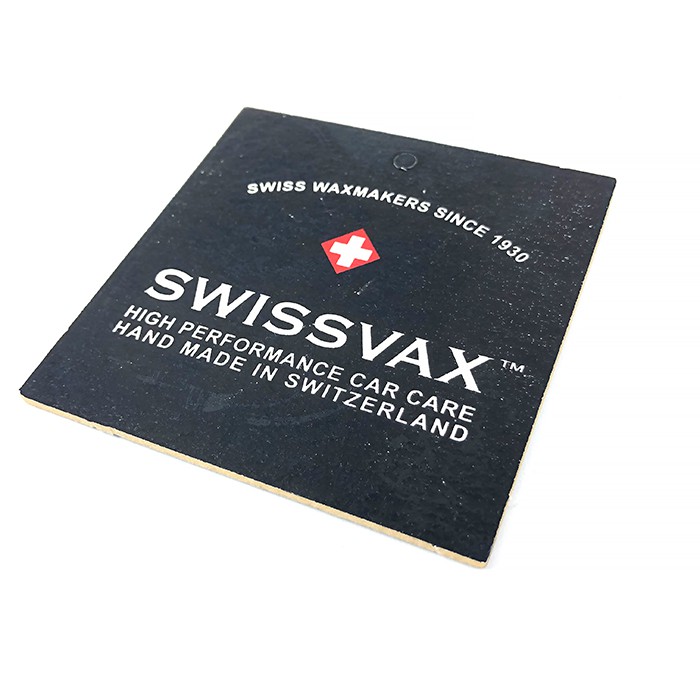 SWISS WAXMAKERS SINCE 1930
SWISSVAX™
HIGH PERFORMANCE CAR CARE
HAND MADE IN SWITZERLAND